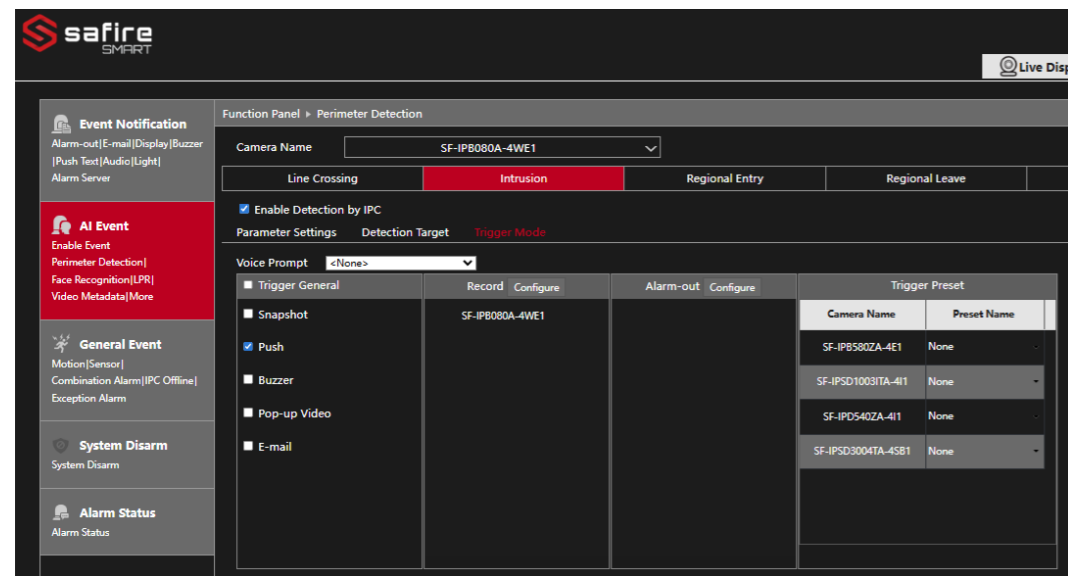 safire
SMART
Live Disp
Event Notification
Alarm-out|E-mail|Display|Buzzer
|Push Text|Audio|Light|
Alarm Server
AI Event
Enable Event
Perimeter Detection|
Face Recognition|LPR|
Video Metadata|More
General Event
Motion|Sensor|
Combination Alarm|IPC Offline|
Exception Alarm
System Disarm
System Disarm
Alarm Status
Alarm Status
Function Panel ▸ Perimeter Detection
Camera Name SF-IPB080A-4WE1
Line Crossing Intrusion Regional Entry Regional Leave
Enable Detection by IPC
Parameter Settings Detection Target Trigger Mode
Voice Prompt <None>
Trigger General Record Configure Alarm-out Configure Trigger Preset
Snapshot SF-IPB080A-4WE1 Camera Name Preset Name
Push SF-IPB580ZA-4E1 None
Buzzer SF-IPSD1003ITA-4I1 None
Pop-up Video SF-IPD540ZA-4I1 None
E-mail SF-IPSD3004TA-4SB1 None